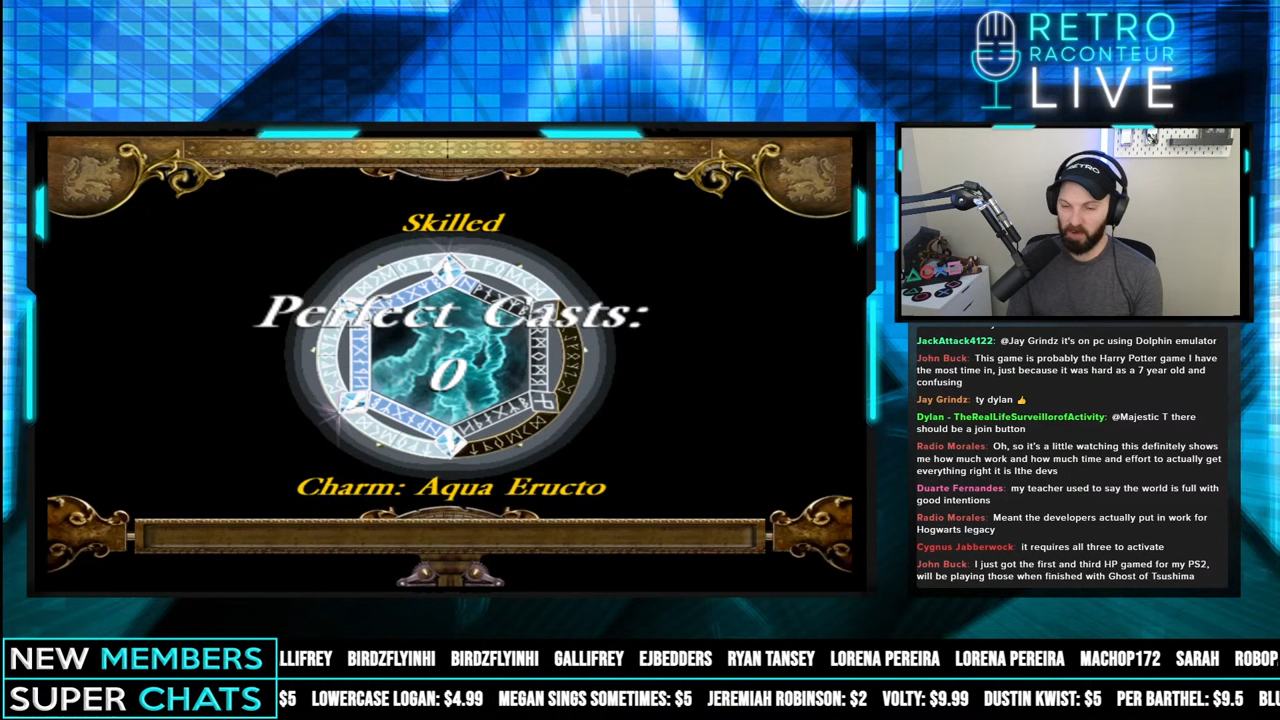 RETRO
RACONTEUR
LIVE
Skilled
Perfect Casts:
0
Charm: Aqua Eructo
RETRO
JackAttack4122: @Jay Grindz it's on pc using Dolphin emulator
John Buck: This game is probably the Harry Potter game I have
the most time in, just because it was hard as a 7 year old and
confusing
Jay Grindz: ty dylan 👍
Dylan - TheRealLifeSurveillorofActivity: @Majestic T there
should be a join button
Radio Morales: Oh, so it's a little watching this definitely shows
me how much work and how much time and effort to actually get
everything right it is Ithe devs
Duarte Fernandes: my teacher used to say the world is full with
good intentions
Radio Morales: Meant the developers actually put in work for
Hogwarts legacy
Cygnus Jabberwock: it requires all three to activate
John Buck: I just got the first and third HP gamed for my PS2,
will be playing those when finished with Ghost of Tsushima
NEW MEMBERS LLIFREY BIRDZFLYINHI BIRDZFLYINHI GALLIFREY EJBEDDERS RYAN TANSEY LORENA PEREIRA LORENA PEREIRA MACHOP172 SARAH ROBOP
SUPER CHATS $5 LOWERCASE LOGAN: $4.99 MEGAN SINGS SOMETIMES: $5 JEREMIAH ROBINSON: $2 VOLTY: $9.99 DUSTIN KWIST: $5 PER BARTHEL: $9.5 BL